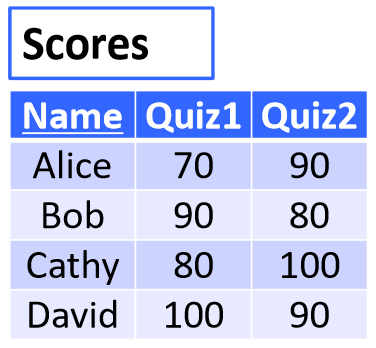 Scores
Name Quiz1 Quiz2
Alice 70 90
Bob 90 80
Cathy 80 100
David 100 90